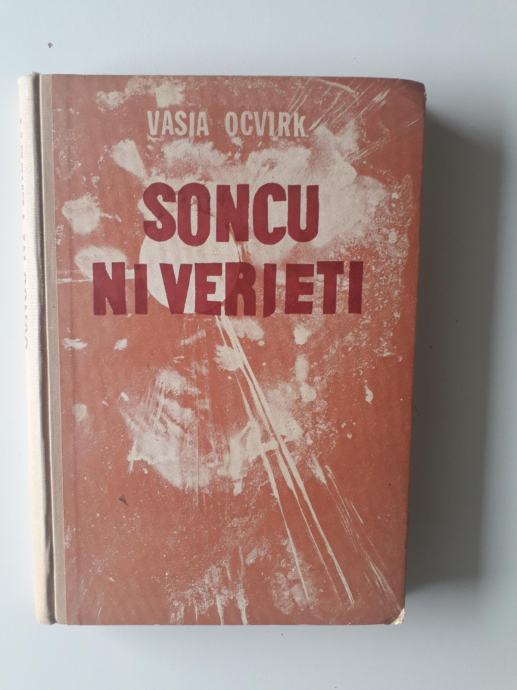 VASJA OCVIRK
SONCU
NI VERJETI